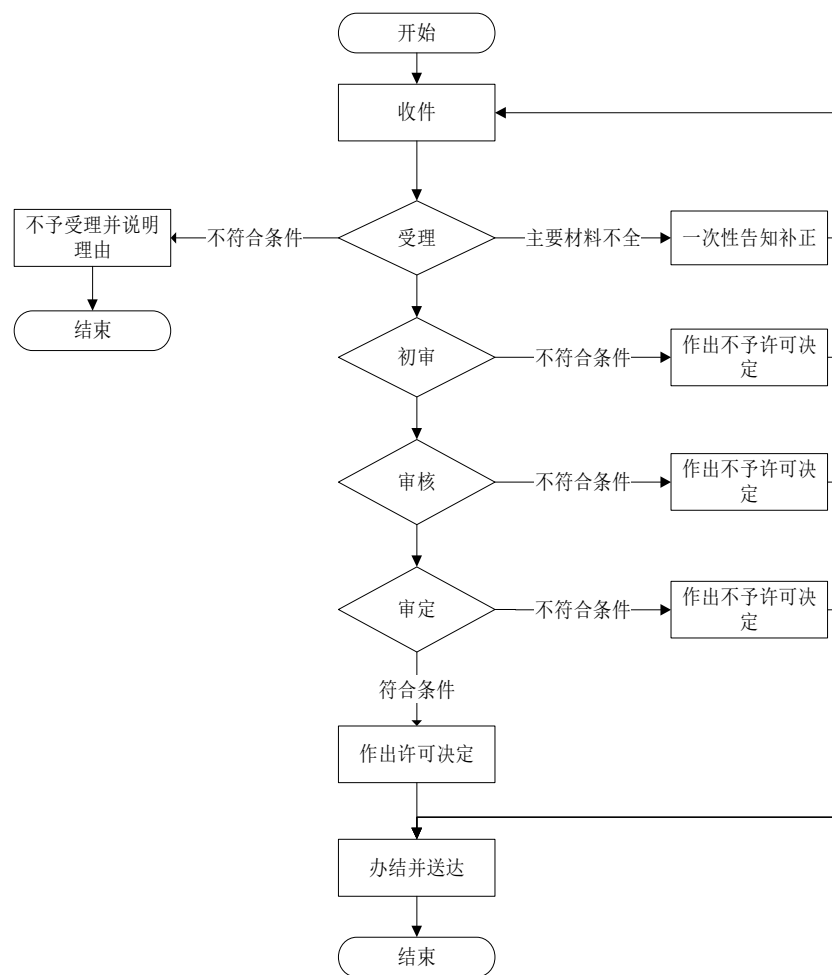 开始
收件
不予受理并说明
理由
不符合条件
受理
主要材料不全
一次性告知补正
结束
初审
不符合条件
作出不予许可决
定
审核
不符合条件
作出不予许可决
定
审定
不符合条件
作出不予许可决
定
符合条件
作出许可决定
办结并送达
结束